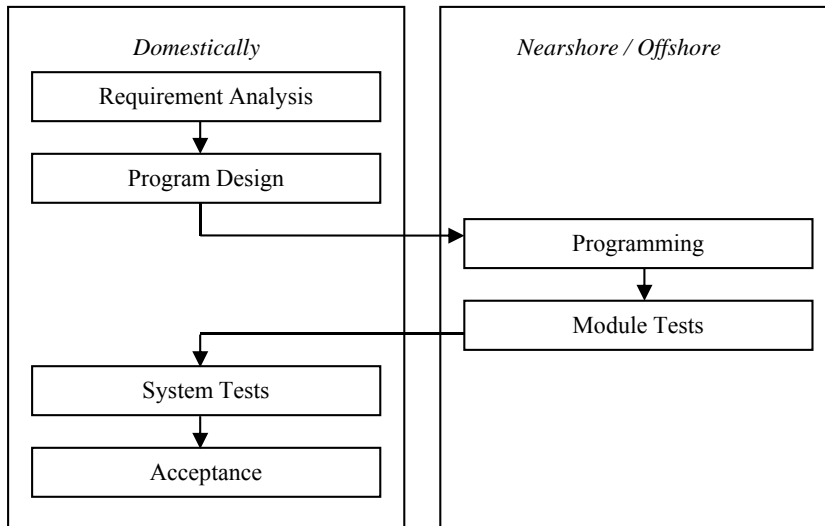 Domestically
Nearshore / Offshore
Requirement Analysis
Program Design
Programming
Module Tests
System Tests
Acceptance